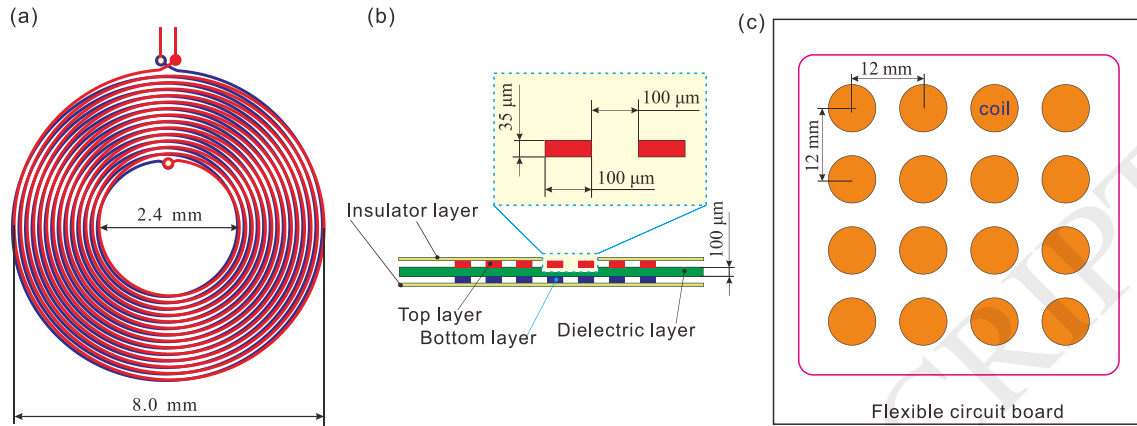 (a)
2.4 mm
8.0 mm
(b)
35 μm
100 μm
100 μm
Insulator layer
100 μm
Top layer
Bottom layer
Dielectric layer
(c)
12 mm
12 mm
coil
Flexible circuit board
CRIPT